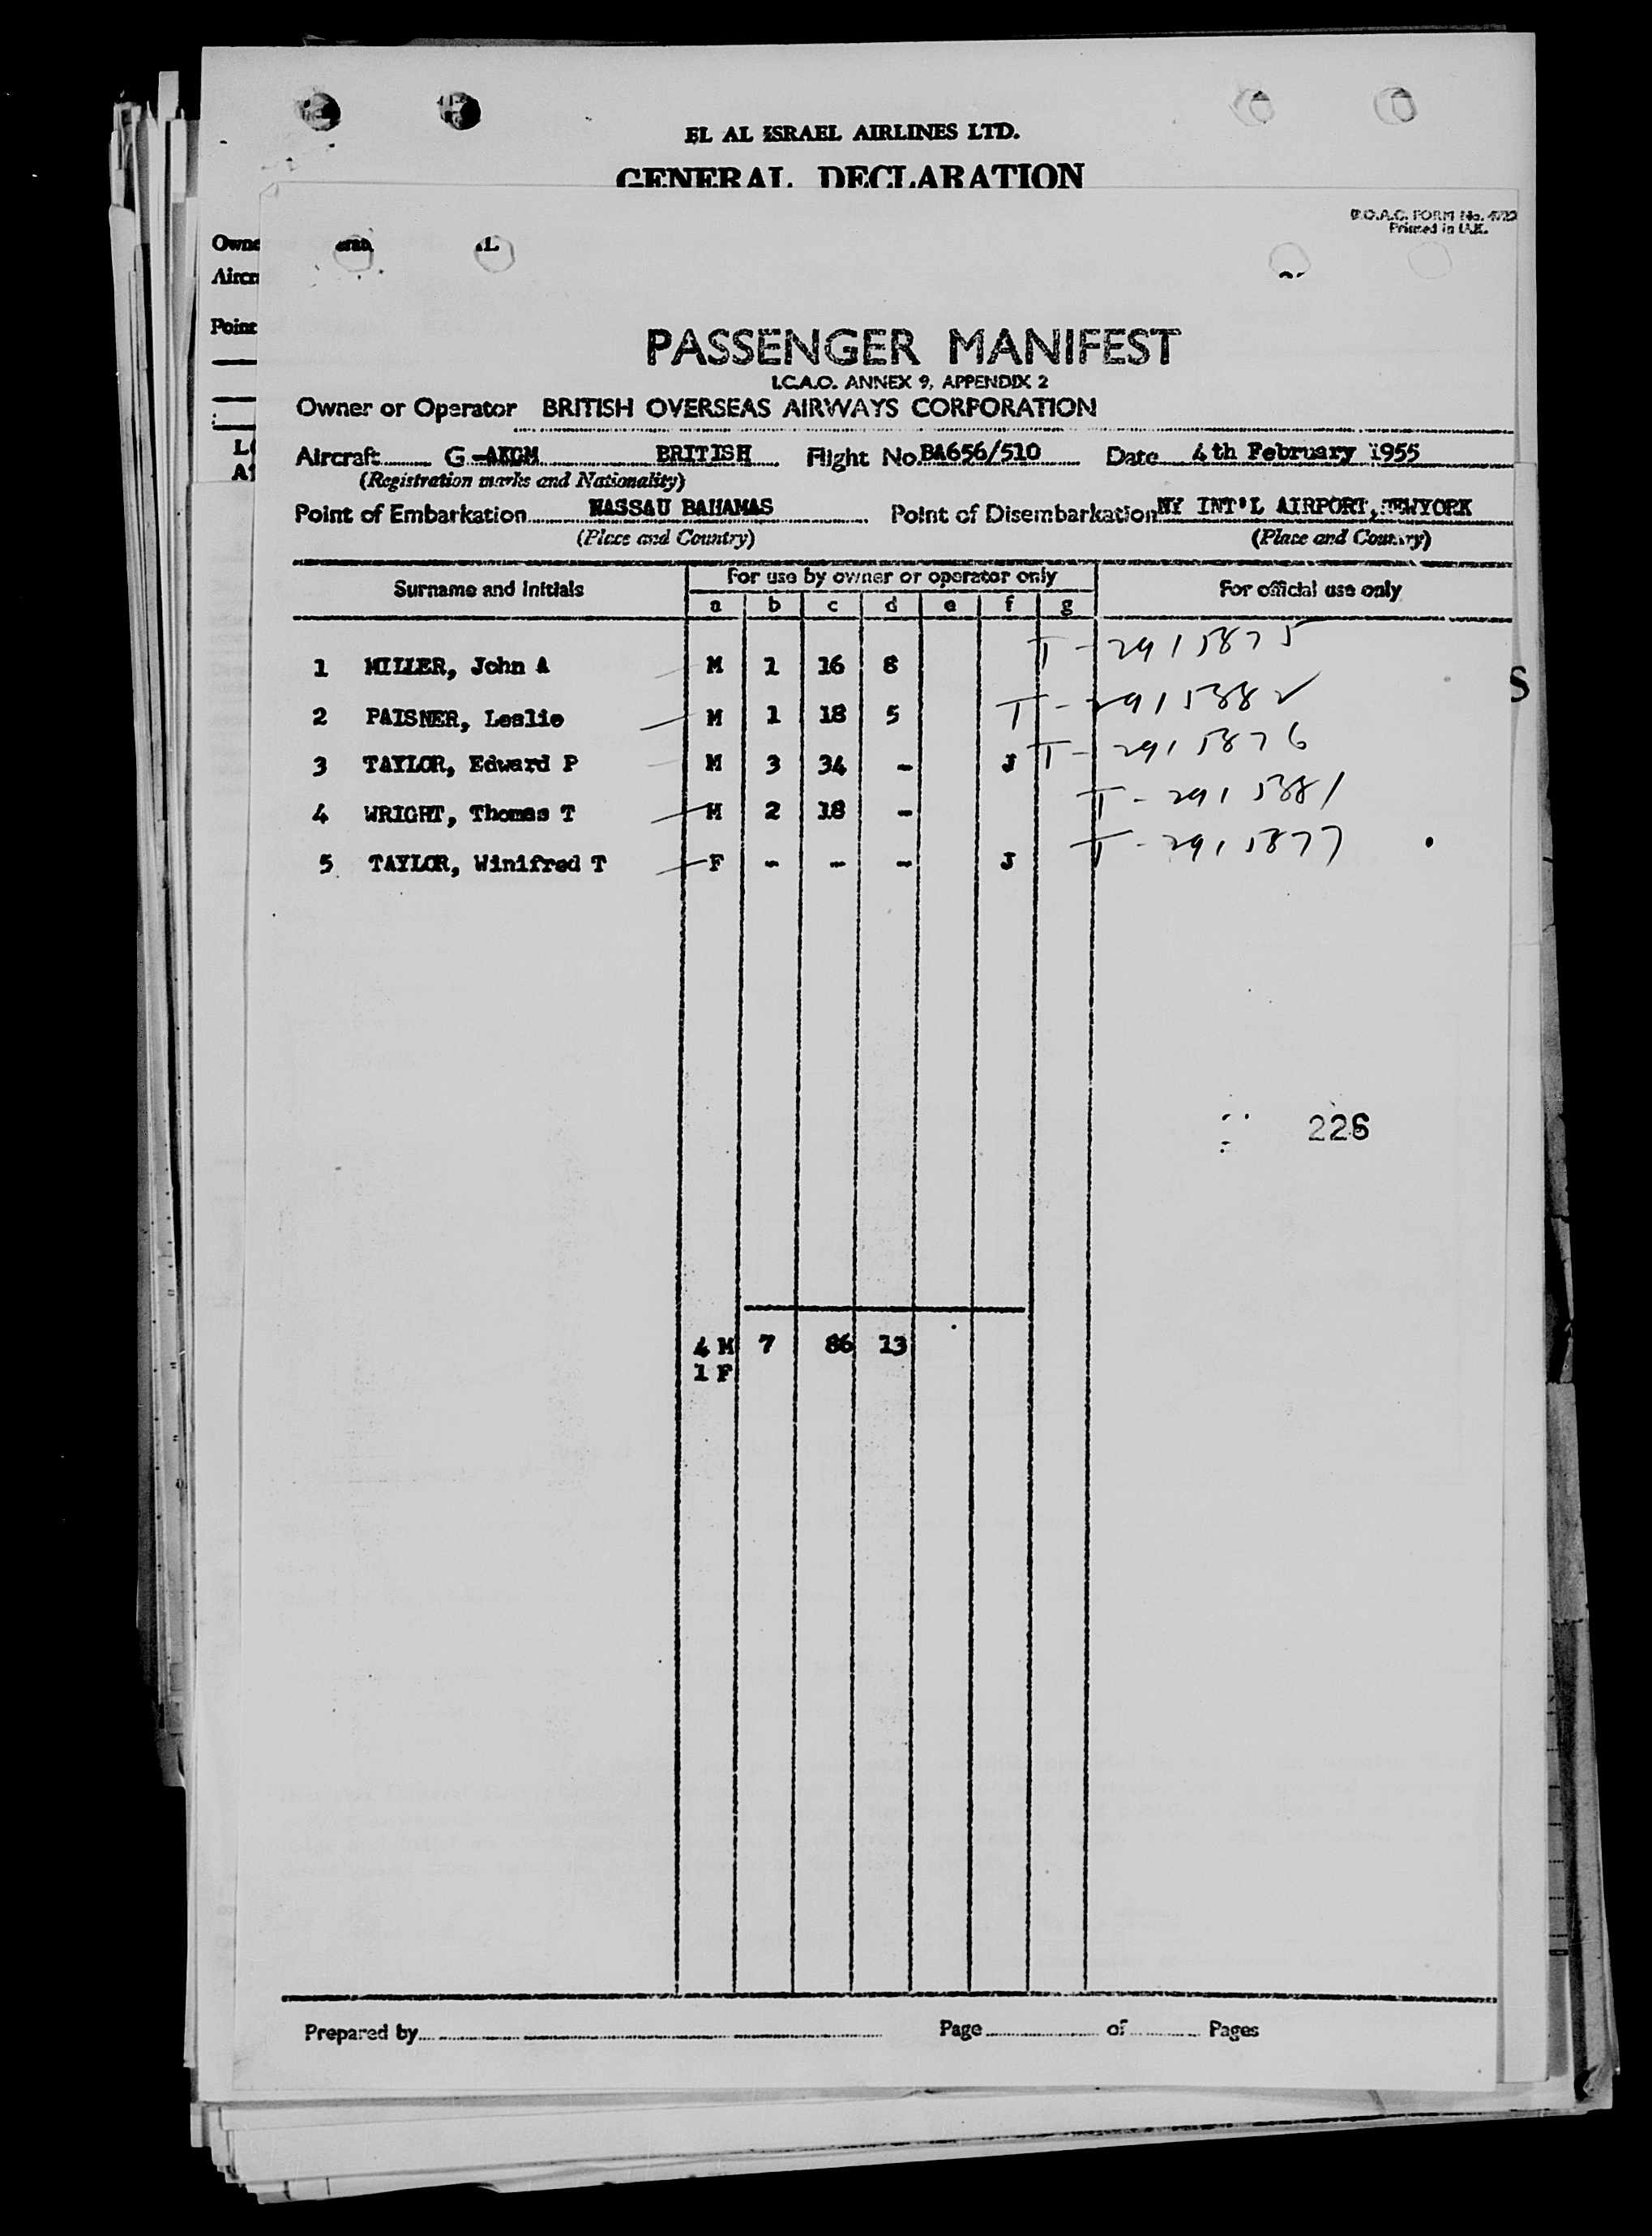 EL AL ISRAEL AIRLINES LTD.
GENERAL DECLARATION
B.O.A.C. FORM No.
Printed in U.K.
Owne
Aircr
Point
PASSENGER MANIFEST
I.C.A.O. ANNEX 9, APPENDIX 2
Owner or Operator BRITISH OVERSEAS AIRWAYS CORPORATION
Aircraft G-AKGM BRITISH Flight No. BA656/510 Date 4th February 1955
(Registration marks and Nationality)
Point of Embarkation NASSAU BAHAMAS Point of Disembarkation NY INT'L AIRPORT, NEWYORK
(Place and Country) (Place and Country)
Surname and initials For use by owner or operator only For official use only
a b c d e f g
1 MILLER, John A M 1 16 8 T-2915875
2 PAISNER, Leslie M 1 18 5 T-2915882
3 TAYLOR, Edward P M 3 34 - J T-2915876
4 WRIGHT, Thomas T M 2 18 - T-2915881
5 TAYLOR, Winifred T F - - - J T-2915877
S
226
4 M 7 86 13
1 F
Prepared by Page of Pages